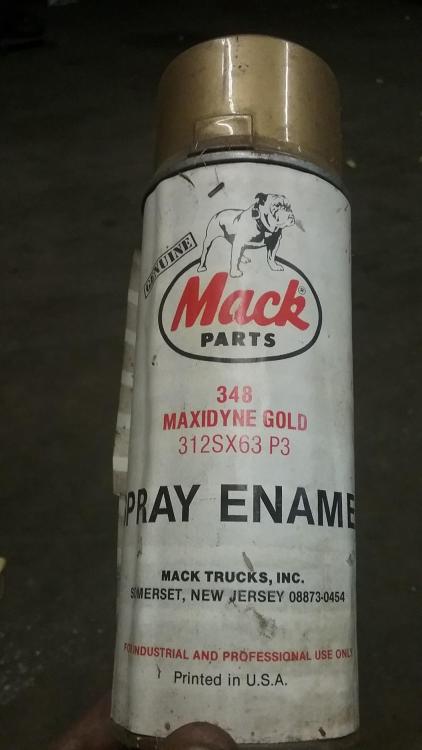 GENUINE
Mack®
PARTS
348
MAXIDYNE GOLD
312SX63 P3
PRAY ENAME
MACK TRUCKS, INC.
SOMERSET, NEW JERSEY 08873-0454
FOR INDUSTRIAL AND PROFESSIONAL USE ONLY
Printed in U.S.A.